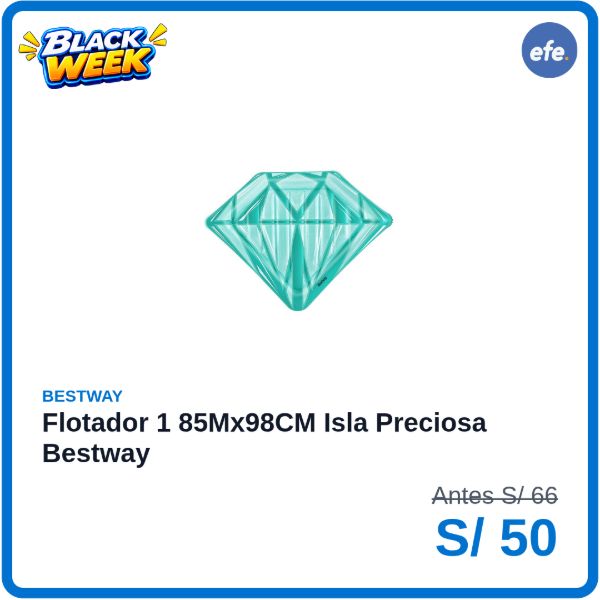 BLACK
WEEK
efe.
BESTWAY
Flotador 1 85Mx98CM Isla Preciosa
Bestway
Antes S/ 66
S/ 50